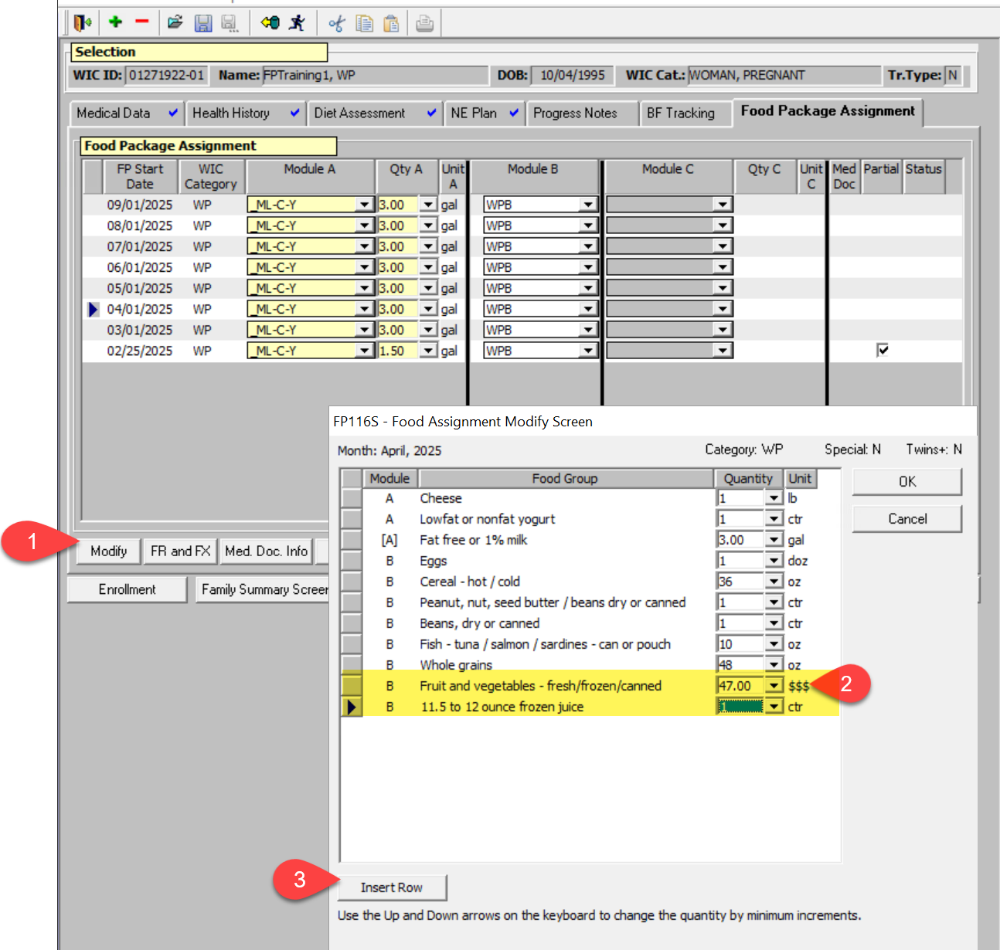 Selection
WIC ID: 01271922-01 Name: FPTraining1, WP DOB: 10/04/1995 WIC Cat.: WOMAN, PREGNANT Tr.Type: N
Medical Data Health History Diet Assessment NE Plan Progress Notes BF Tracking Food Package Assignment
Food Package Assignment
FP Start Date WIC Category Module A Qty A Unit A Module B Module C Qty C Unit C Med Doc Partial Status
09/01/2025 WP _ML-C-Y 3.00 gal WPB
08/01/2025 WP _ML-C-Y 3.00 gal WPB
07/01/2025 WP _ML-C-Y 3.00 gal WPB
06/01/2025 WP _ML-C-Y 3.00 gal WPB
05/01/2025 WP _ML-C-Y 3.00 gal WPB
04/01/2025 WP _ML-C-Y 3.00 gal WPB
03/01/2025 WP _ML-C-Y 3.00 gal WPB
02/25/2025 WP _ML-C-Y 1.50 gal WPB
1
Modify FR and FX Med. Doc. Info
Enrollment Family Summary Screen
FP116S - Food Assignment Modify Screen
Month: April, 2025 Category: WP Special: N Twins+: N
Module Food Group Quantity Unit
OK
A Cheese 1 lb
A Lowfat or nonfat yogurt 1 ctr
Cancel
[A] Fat free or 1% milk 3.00 gal
B Eggs 1 doz
B Cereal - hot / cold 36 oz
B Peanut, nut, seed butter / beans dry or canned 1 ctr
B Beans, dry or canned 1 ctr
B Fish - tuna / salmon / sardines - can or pouch 10 oz
B Whole grains 48 oz
B Fruit and vegetables - fresh/frozen/canned 47.00 $$$
2
B 11.5 to 12 ounce frozen juice 1 ctr
3
Insert Row
Use the Up and Down arrows on the keyboard to change the quantity by minimum increments.